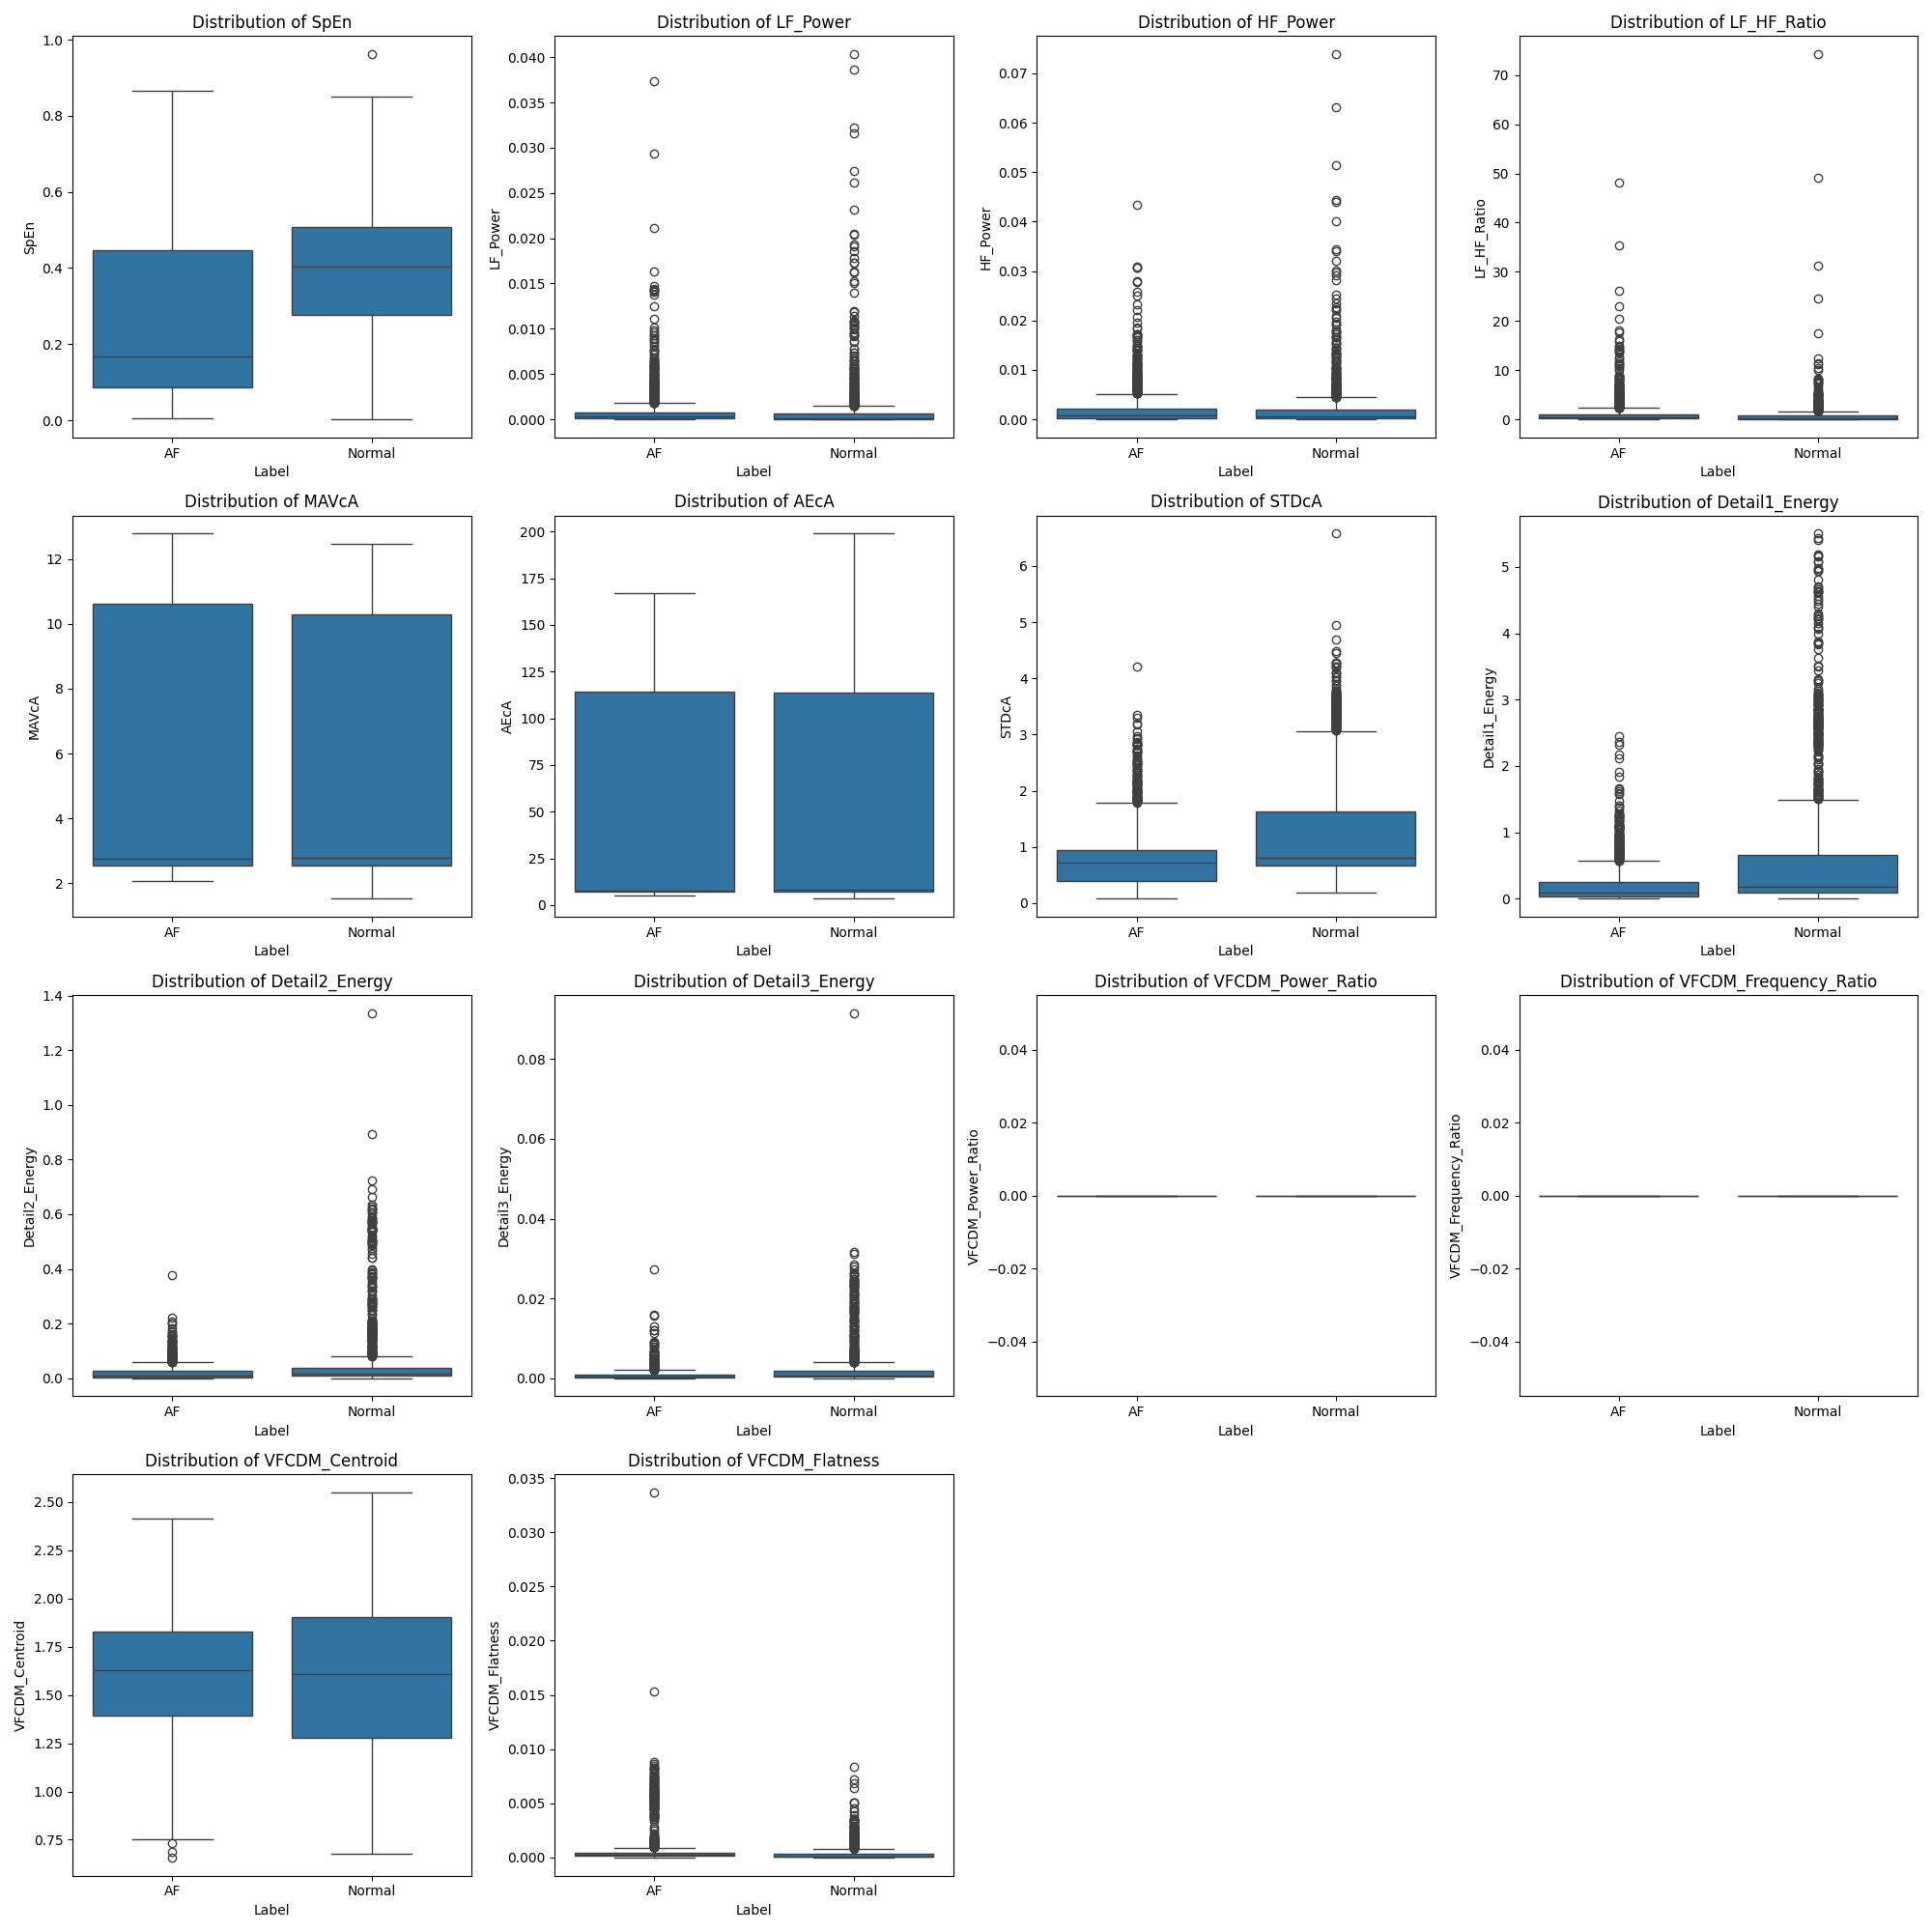 Distribution of SpEn
1.0
0.8
0.6
0.4
0.2
0.0
SpEn
AF
Normal
Label
Distribution of LF_Power
0.040
0.035
0.030
0.025
0.020
0.015
0.010
0.005
0.000
LF_Power
AF
Normal
Label
Distribution of HF_Power
0.07
0.06
0.05
0.04
0.03
0.02
0.01
0.00
HF_Power
AF
Normal
Label
Distribution of LF_HF_Ratio
70
60
50
40
30
20
10
0
LF_HF_Ratio
AF
Normal
Label
Distribution of MAVcA
12
10
8
6
4
2
MAVcA
AF
Normal
Label
Distribution of AEcA
200
175
150
125
100
75
50
25
0
AEcA
AF
Normal
Label
Distribution of STDcA
6
5
4
3
2
1
0
STDcA
AF
Normal
Label
Distribution of Detail1_Energy
5
4
3
2
1
0
Detail1_Energy
AF
Normal
Label
Distribution of Detail2_Energy
1.4
1.2
1.0
0.8
0.6
0.4
0.2
0.0
Detail2_Energy
AF
Normal
Label
Distribution of Detail3_Energy
0.08
0.06
0.04
0.02
0.00
Detail3_Energy
AF
Normal
Label
Distribution of VFCDM_Power_Ratio
0.04
0.02
0.00
−0.02
−0.04
VFCDM_Power_Ratio
AF
Normal
Label
Distribution of VFCDM_Frequency_Ratio
0.04
0.02
0.00
−0.02
−0.04
VFCDM_Frequency_Ratio
AF
Normal
Label
Distribution of VFCDM_Centroid
2.50
2.25
2.00
1.75
1.50
1.25
1.00
0.75
VFCDM_Centroid
AF
Normal
Label
Distribution of VFCDM_Flatness
0.035
0.030
0.025
0.020
0.015
0.010
0.005
0.000
VFCDM_Flatness
AF
Normal
Label